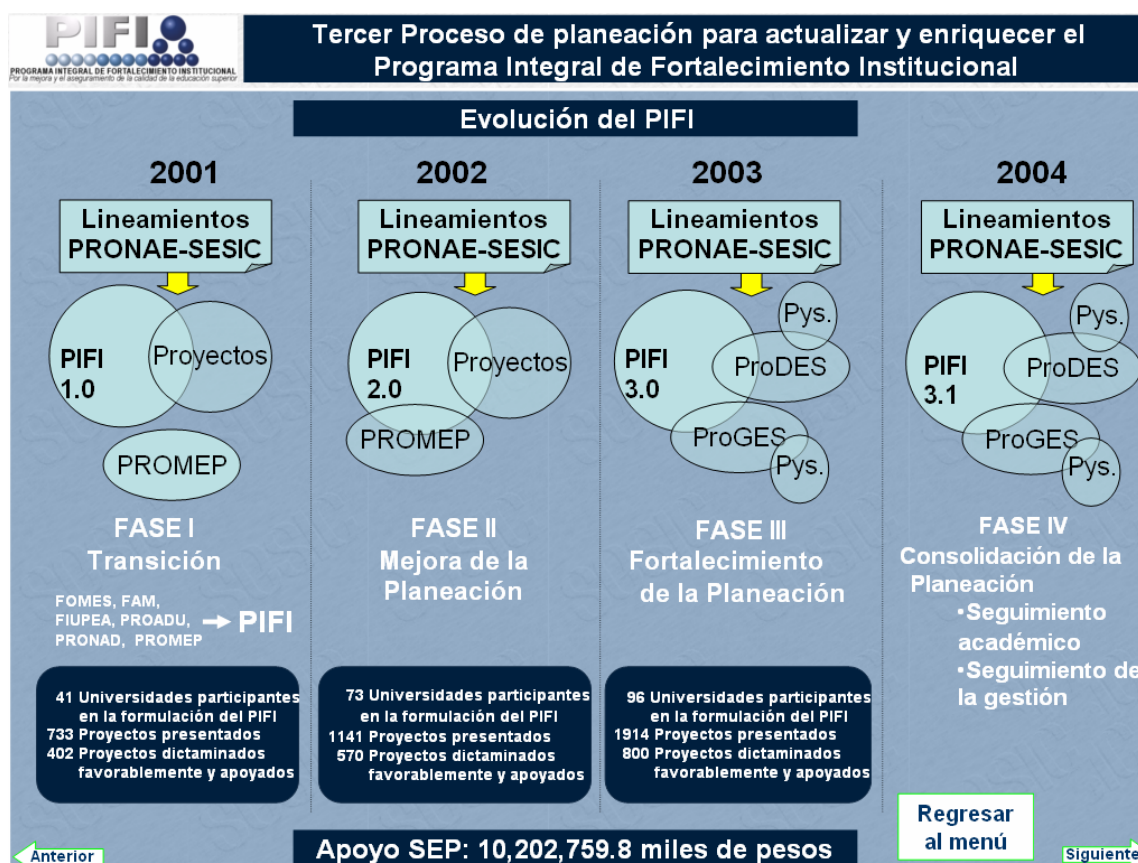 PIFI
PROGRAMA INTEGRAL DE FORTALECIMIENTO INSTITUCIONAL
Por la mejora y el aseguramiento de la calidad de la educación superior
Tercer Proceso de planeación para actualizar y enriquecer el
Programa Integral de Fortalecimiento Institucional
Evolución del PIFI
2001
Lineamientos
PRONAE-SESIC
PIFI
1.0
Proyectos
PROMEP
FASE I
Transición
FOMES, FAM,
FIUPEA, PROADU,
PRONAD, PROMEP
PIFI
41 Universidades participantes
en la formulación del PIFI
733 Proyectos presentados
402 Proyectos dictaminados
favorablemente y apoyados
2002
Lineamientos
PRONAE-SESIC
PIFI
2.0
Proyectos
PROMEP
FASE II
Mejora de la
Planeación
73 Universidades participantes
en la formulación del PIFI
1141 Proyectos presentados
570 Proyectos dictaminados
favorablemente y apoyados
2003
Lineamientos
PRONAE-SESIC
Pys.
PIFI
3.0
ProDES
ProGES
Pys.
FASE III
Fortalecimiento
de la Planeación
96 Universidades participantes
en la formulación del PIFI
1914 Proyectos presentados
800 Proyectos dictaminados
favorablemente y apoyados
2004
Lineamientos
PRONAE-SESIC
Pys.
PIFI
3.1
ProDES
ProGES
Pys.
FASE IV
Consolidación de la
Planeación
•Seguimiento
académico
•Seguimiento de
la gestión
Apoyo SEP: 10,202,759.8 miles de pesos
Regresar
al menú
Anterior
Siguiente